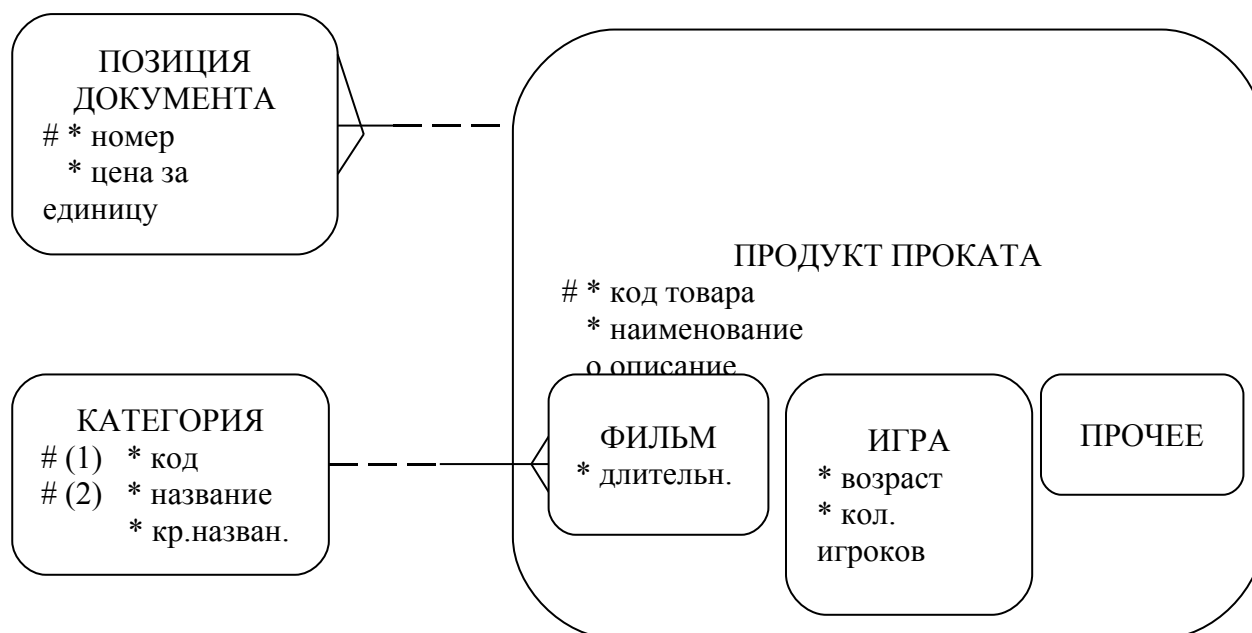 ПОЗИЦИЯ
ДОКУМЕНТА
# * номер
* цена за
единицу
ПРОДУКТ ПРОКАТА
# * код товара
* наименование
о описание
КАТЕГОРИЯ
# (1) * код
# (2) * название
* кр.назван.
ФИЛЬМ
* длительн.
ИГРА
* возраст
* кол.
игроков
ПРОЧЕЕ